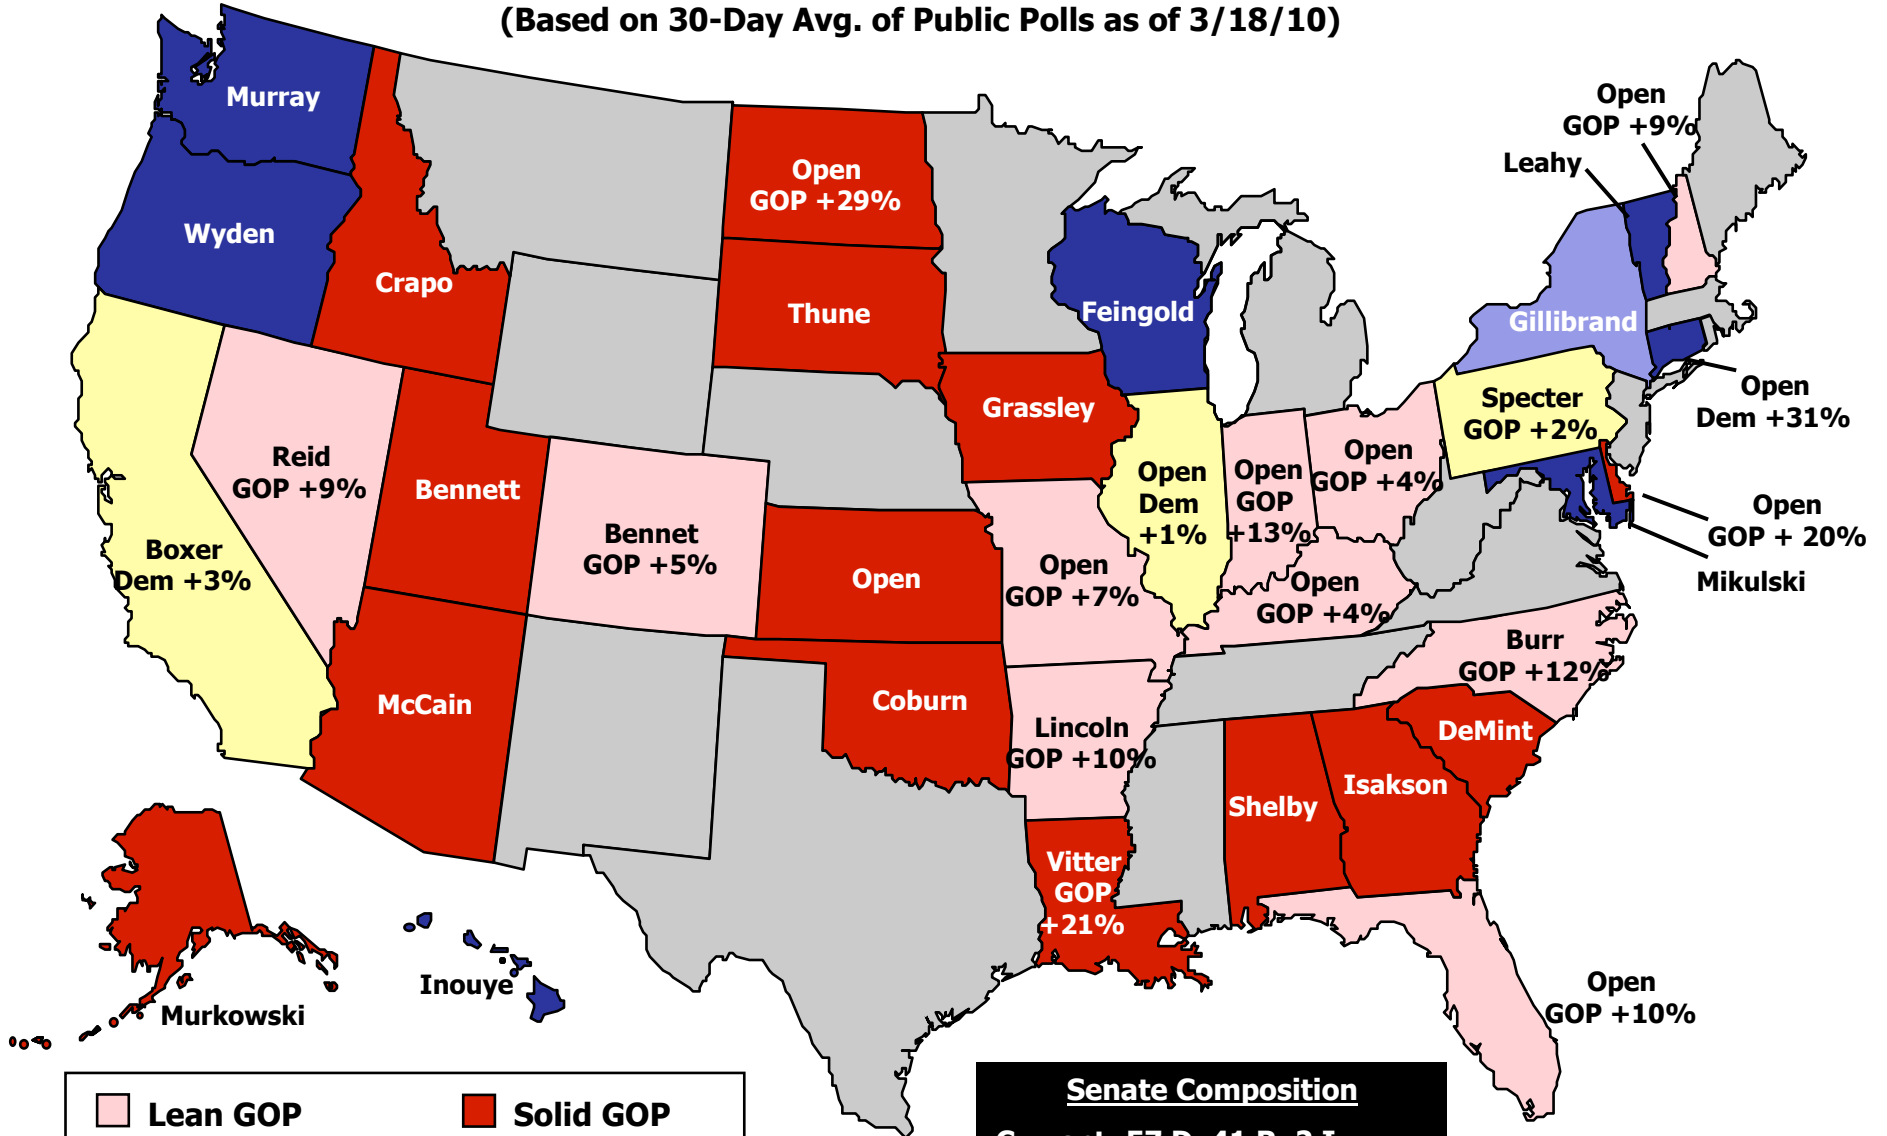 (Based on 30-Day Avg. of Public Polls as of 3/18/10)
Murray
Wyden
Crapo
Open
GOP +29%
Thune
Feingold
Open
GOP +9%
Leahy
Gillibrand
Open
Dem +31%
Specter
GOP +2%
Grassley
Reid
GOP +9%
Bennett
Bennet
GOP +5%
Boxer
Dem +3%
Open
Open
GOP +7%
Open
Dem
+1%
Open
GOP
+13%
Open
GOP +4%
Open
GOP +4%
Open
GOP + 20%
Mikulski
Burr
GOP +12%
McCain
Coburn
Lincoln
GOP +10%
DeMint
Isakson
Shelby
Vitter
GOP
+21%
Open
GOP +10%
Inouye
Murkowski
Lean GOP
Solid GOP
Senate Composition
57 D, 41 R, 2 I